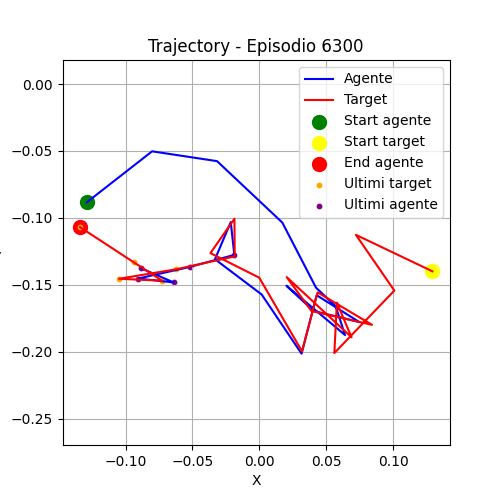 Trajectory - Episodio 6300
Agente
Target
Start agente
Start target
End agente
Ultimi target
Ultimi agente
0.00
−0.05
−0.10
−0.15
−0.20
−0.25
−0.10
−0.05
0.00
0.05
0.10
X